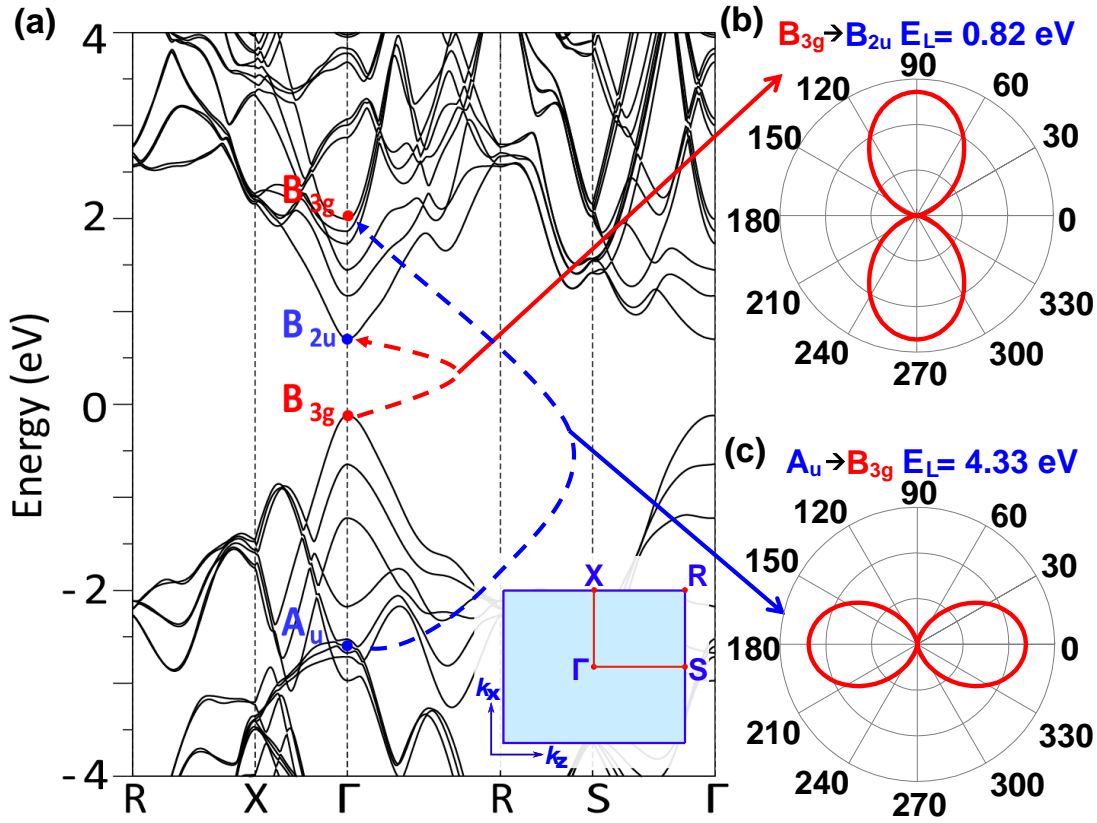 (a)
4
2
0
-2
-4
Energy (eV)
B3g
B2u
B3g
Au
R X Γ R S Γ
X R
Γ S
kx
kz
(b)
B3g→B2u EL= 0.82 eV
90
120 60
150 30
180 0
210 330
240 300
270
(c)
Au→B3g EL= 4.33 eV
90
120 60
150 30
180 0
210 330
240 300
270